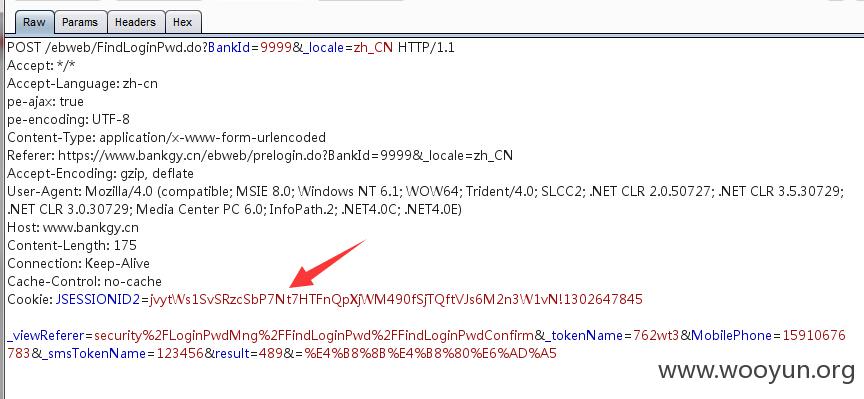 Raw Params Headers Hex
POST /ebweb/FindLoginPwd.do?BankId=9999&_locale=zh_CN HTTP/1.1
Accept: */*
Accept-Language: zh-cn
pe-ajax: true
pe-encoding: UTF-8
Content-Type: application/x-www-form-urlencoded
Referer: https://www.bankgy.cn/ebweb/prelogin.do?BankId=9999&_locale=zh_CN
Accept-Encoding: gzip, deflate
User-Agent: Mozilla/4.0 (compatible; MSIE 8.0; Windows NT 6.1; WOW64; Trident/4.0; SLCC2; .NET CLR 2.0.50727; .NET CLR 3.5.30729;
.NET CLR 3.0.30729; Media Center PC 6.0; InfoPath.2; .NET4.0C; .NET4.0E)
Host: www.bankgy.cn
Content-Length: 175
Connection: Keep-Alive
Cache-Control: no-cache
Cookie: JSESSIONID2=jvytWs1SvSRzcSbP7Nt7HTFnQpXjWM490fSjTQftVJs6M2n3W1vN!1302647845
_viewReferer=security%2FLoginPwdMng%2FFindLoginPwd%2FFindLoginPwdConfirm&_tokenName=762wt3&MobilePhone=15910676
783&_smsTokenName=123456&result=489&=%E4%B8%8B%E4%B8%80%E6%AD%A5
www.wooyun.org